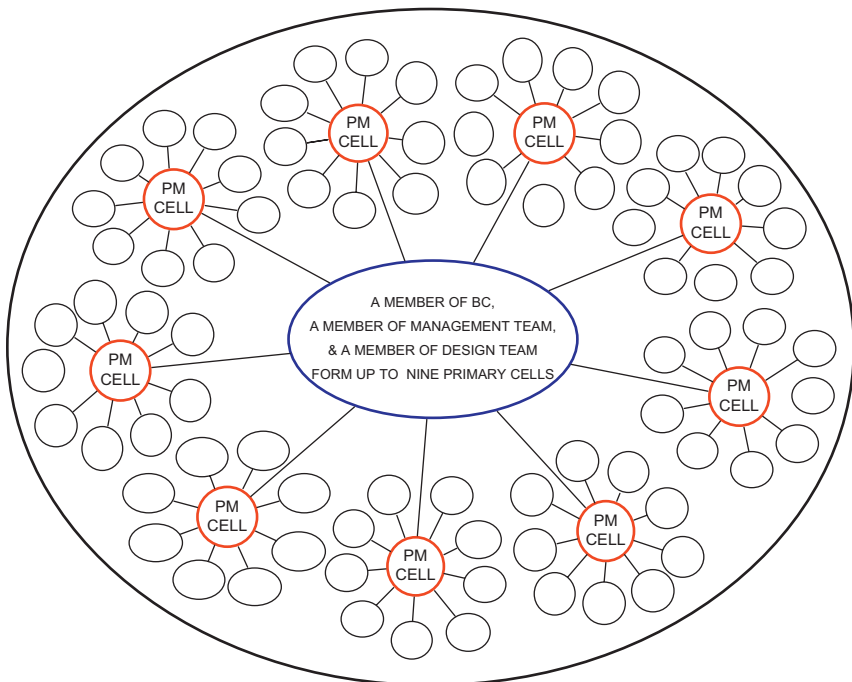 PM
CELL
PM
CELL
PM
CELL
PM
CELL
A MEMBER OF BC,
A MEMBER OF MANAGEMENT TEAM,
& A MEMBER OF DESIGN TEAM
FORM UP TO NINE PRIMARY CELLS
PM
CELL
PM
CELL
PM
CELL
PM
CELL
PM
CELL